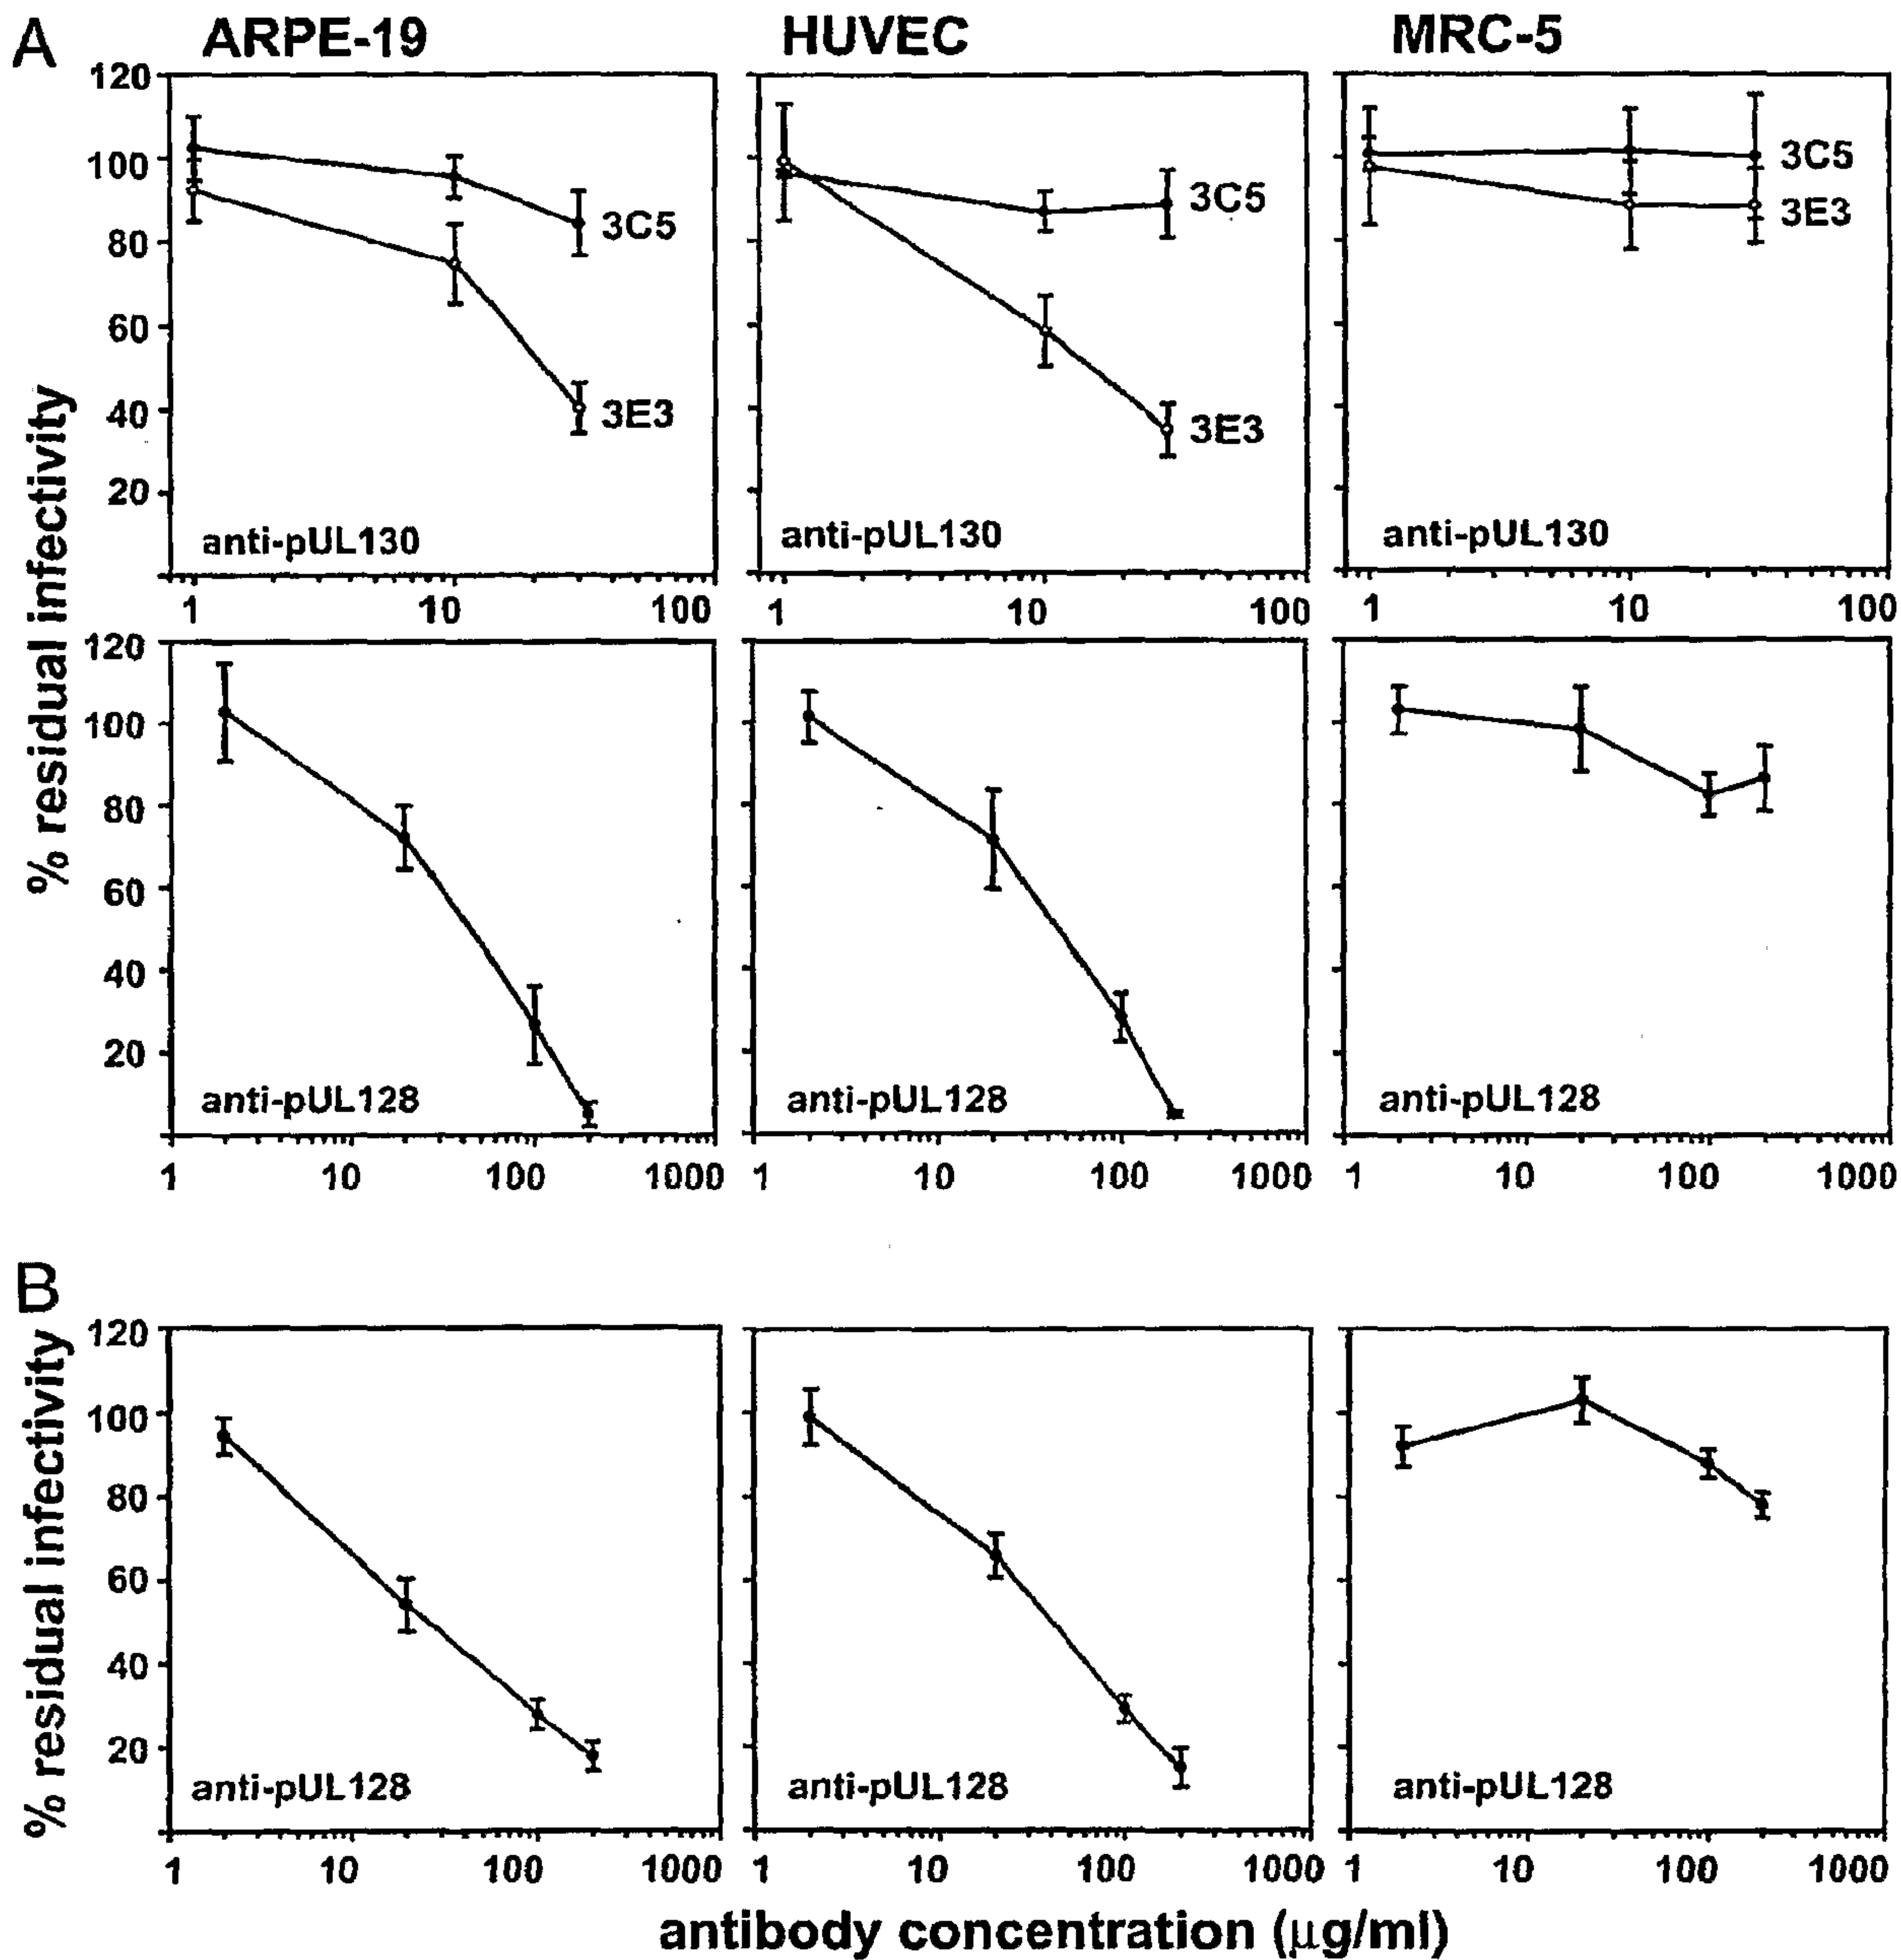 A ARPE-19 HUVEC MRC-5
% residual infectivity
120
100
80
60
40
20
3C5
3E3
anti-pUL130
1 10 100
3C5
3E3
anti-pUL130
1 10 100
3C5
3E3
anti-pUL130
1 10 100
120
100
80
60
40
20
anti-pUL128
1 10 100 1000
anti-pUL128
1 10 100 1000
anti-pUL128
1 10 100 1000
B
% residual infectivity
120
100
80
60
40
20
anti-pUL128
1 10 100 1000
anti-pUL128
1 10 100 1000
anti-pUL128
1 10 100 1000
antibody concentration (μg/ml)